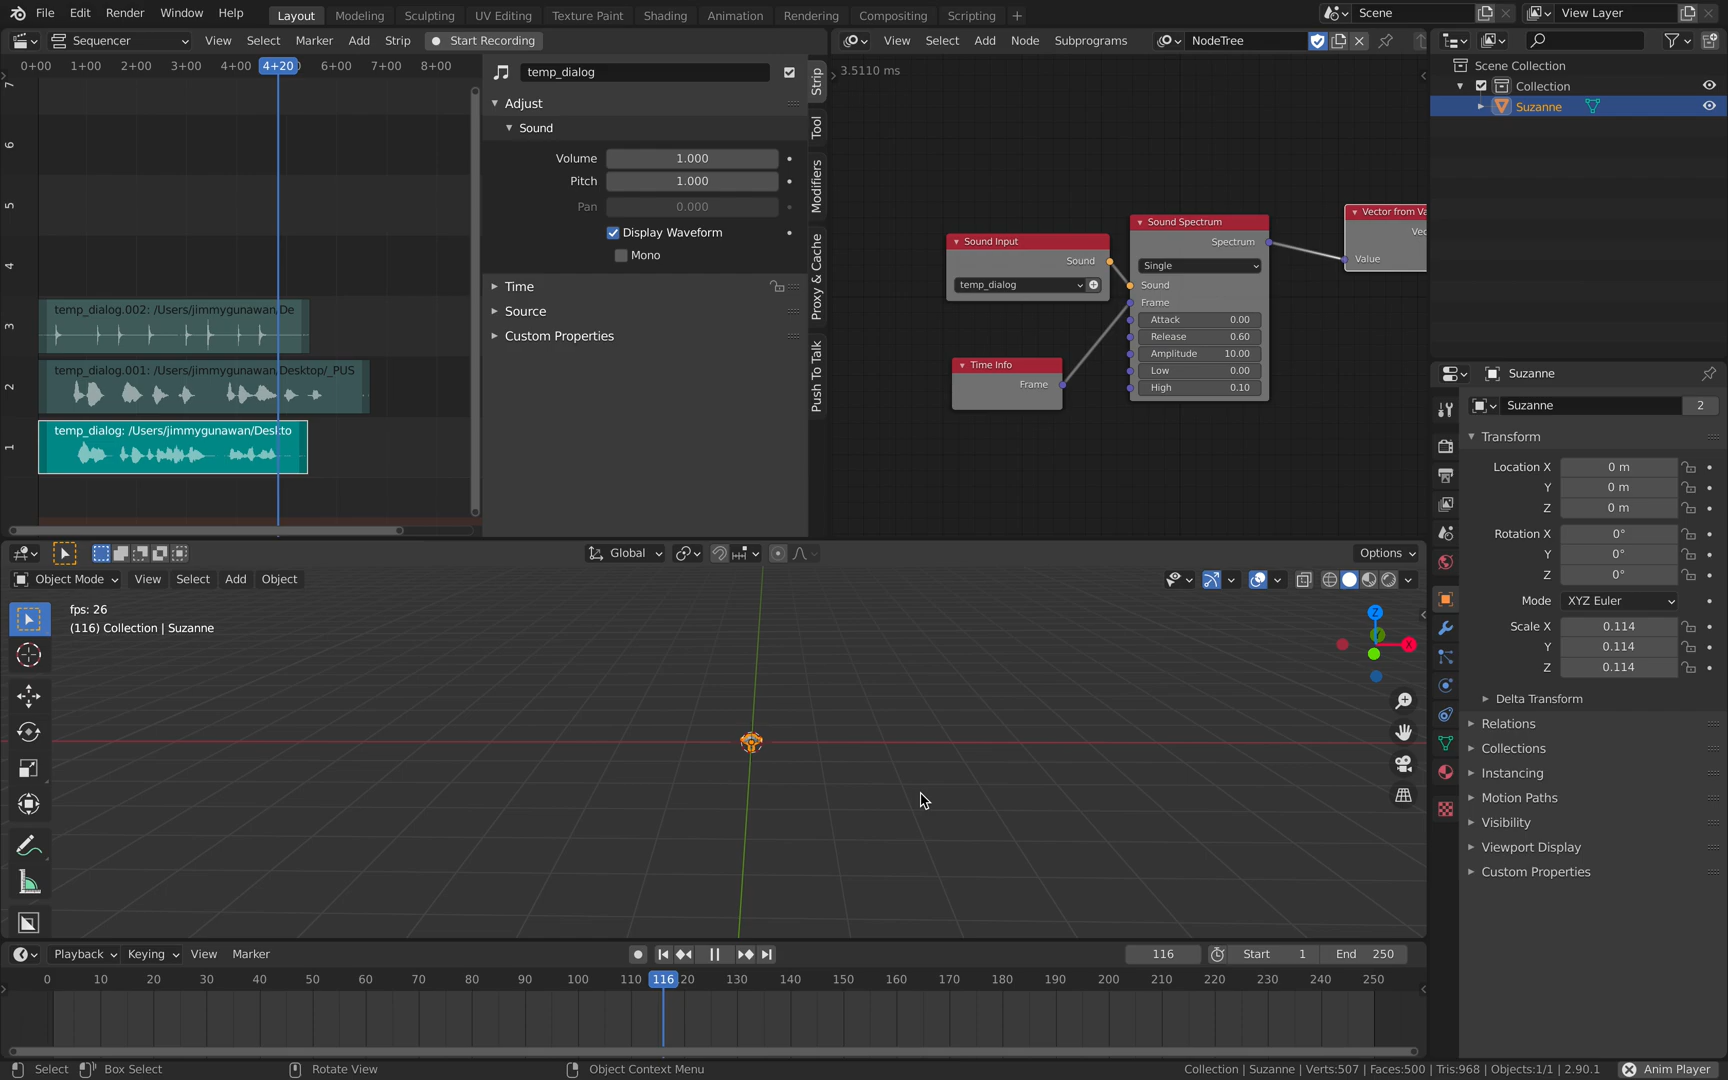 File Edit Render Window Help Layout Modeling Sculpting UV Editing Texture Paint Shading Animation Rendering Compositing Scripting + Scene View Layer
Sequencer View Select Marker Add Strip Start Recording
0+00 1+00 2+00 3+00 4+00 4+20 6+00 7+00 8+00
7
6
5
4
3
2
1
temp_dialog.002: /Users/jimmygunawan/De
temp_dialog.001: /Users/jimmygunawan/Desktop/_PUS
temp_dialog: /Users/jimmygunawan/Deskto
temp_dialog
Adjust
Sound
Volume 1.000
Pitch 1.000
Pan 0.000
Display Waveform
Mono
Time
Source
Custom Properties
Strip
Tool
Modifiers
Proxy & Cache
Push To Talk
View Select Add Node Subprograms NodeTree
3.5110 ms
Sound Input
Sound
temp_dialog
Time Info
Frame
Sound Spectrum
Spectrum
Single
Sound
Frame
Attack 0.00
Release 0.60
Amplitude 10.00
Low 0.00
High 0.10
Vector from Va
Vec
Value
Scene Collection
Collection
Suzanne
Global Options
Object Mode View Select Add Object
fps: 26
(116) Collection | Suzanne
Z
X
Suzanne
Suzanne 2
Transform
Location X 0 m
Y 0 m
Z 0 m
Rotation X 0°
Y 0°
Z 0°
Mode XYZ Euler
Scale X 0.114
Y 0.114
Z 0.114
Delta Transform
Relations
Collections
Instancing
Motion Paths
Visibility
Viewport Display
Custom Properties
Playback Keying View Marker 116 Start 1 End 250
0 10 20 30 40 50 60 70 80 90 100 110 116 20 130 140 150 160 170 180 190 200 210 220 230 240 250
Select Box Select Rotate View Object Context Menu Collection | Suzanne | Verts:507 | Faces:500 | Tris:968 | Objects:1/1 | 2.90.1 Anim Player